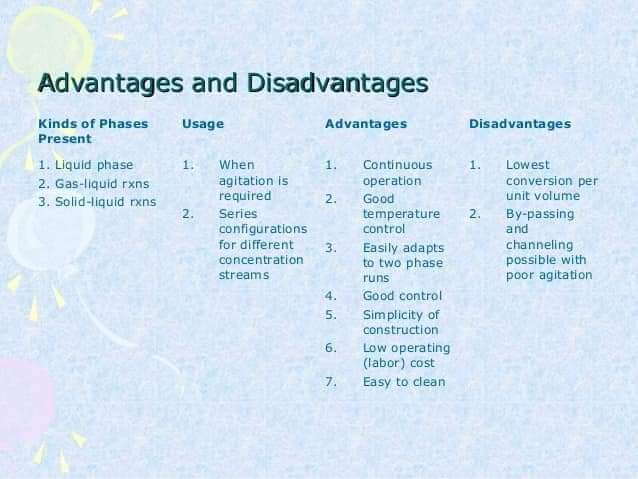 Advantages and Disadvantages
Kinds of Phases
Present
Usage
Advantages
Disadvantages
1. Liquid phase
2. Gas-liquid rxns
3. Solid-liquid rxns
1. When
agitation is
required
2. Series
configurations
for different
concentration
streams
1. Continuous
operation
2. Good
temperature
control
3. Easily adapts
to two phase
runs
4. Good control
5. Simplicity of
construction
6. Low operating
(labor) cost
7. Easy to clean
1. Lowest
conversion per
unit volume
2. By-passing
and
channeling
possible with
poor agitation